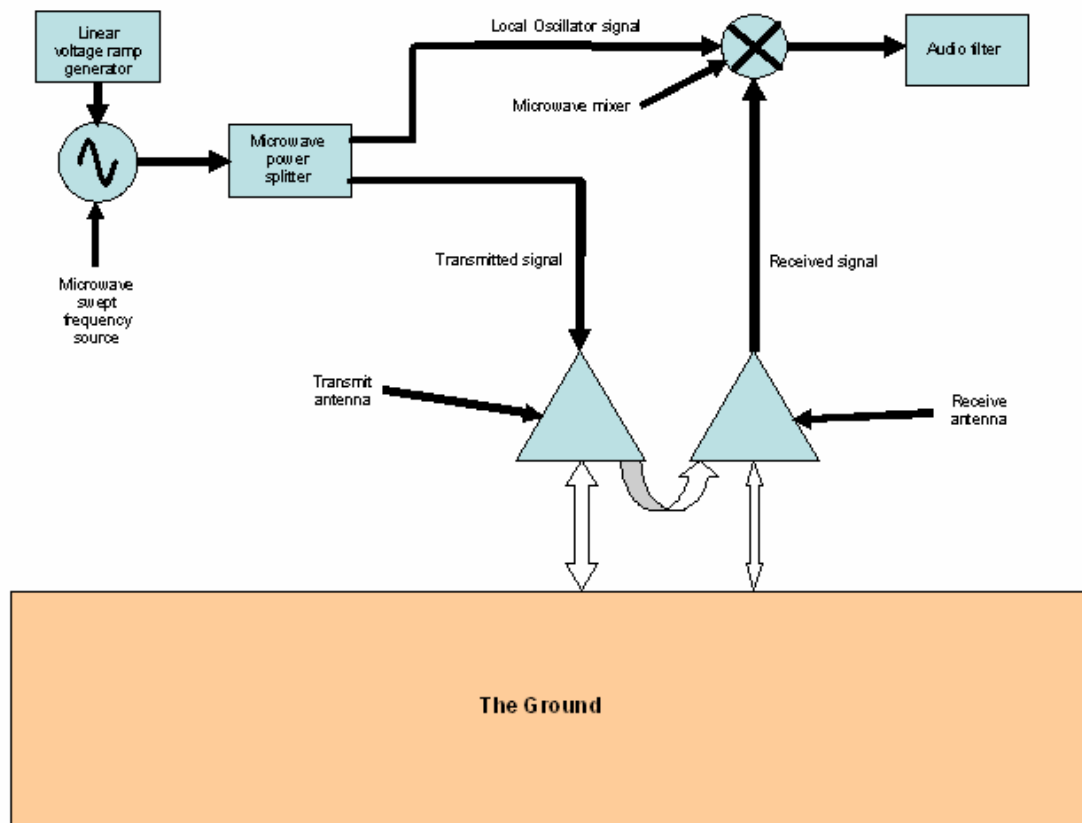 Linear
voltage ramp
generator
Local Oscillator signal
Audio filter
Microwave mixer
Microwave
power
splitter
Transmitted signal
Received signal
Microwave
swept
frequency
source
Transmit
antenna
Receive
antenna
The Ground